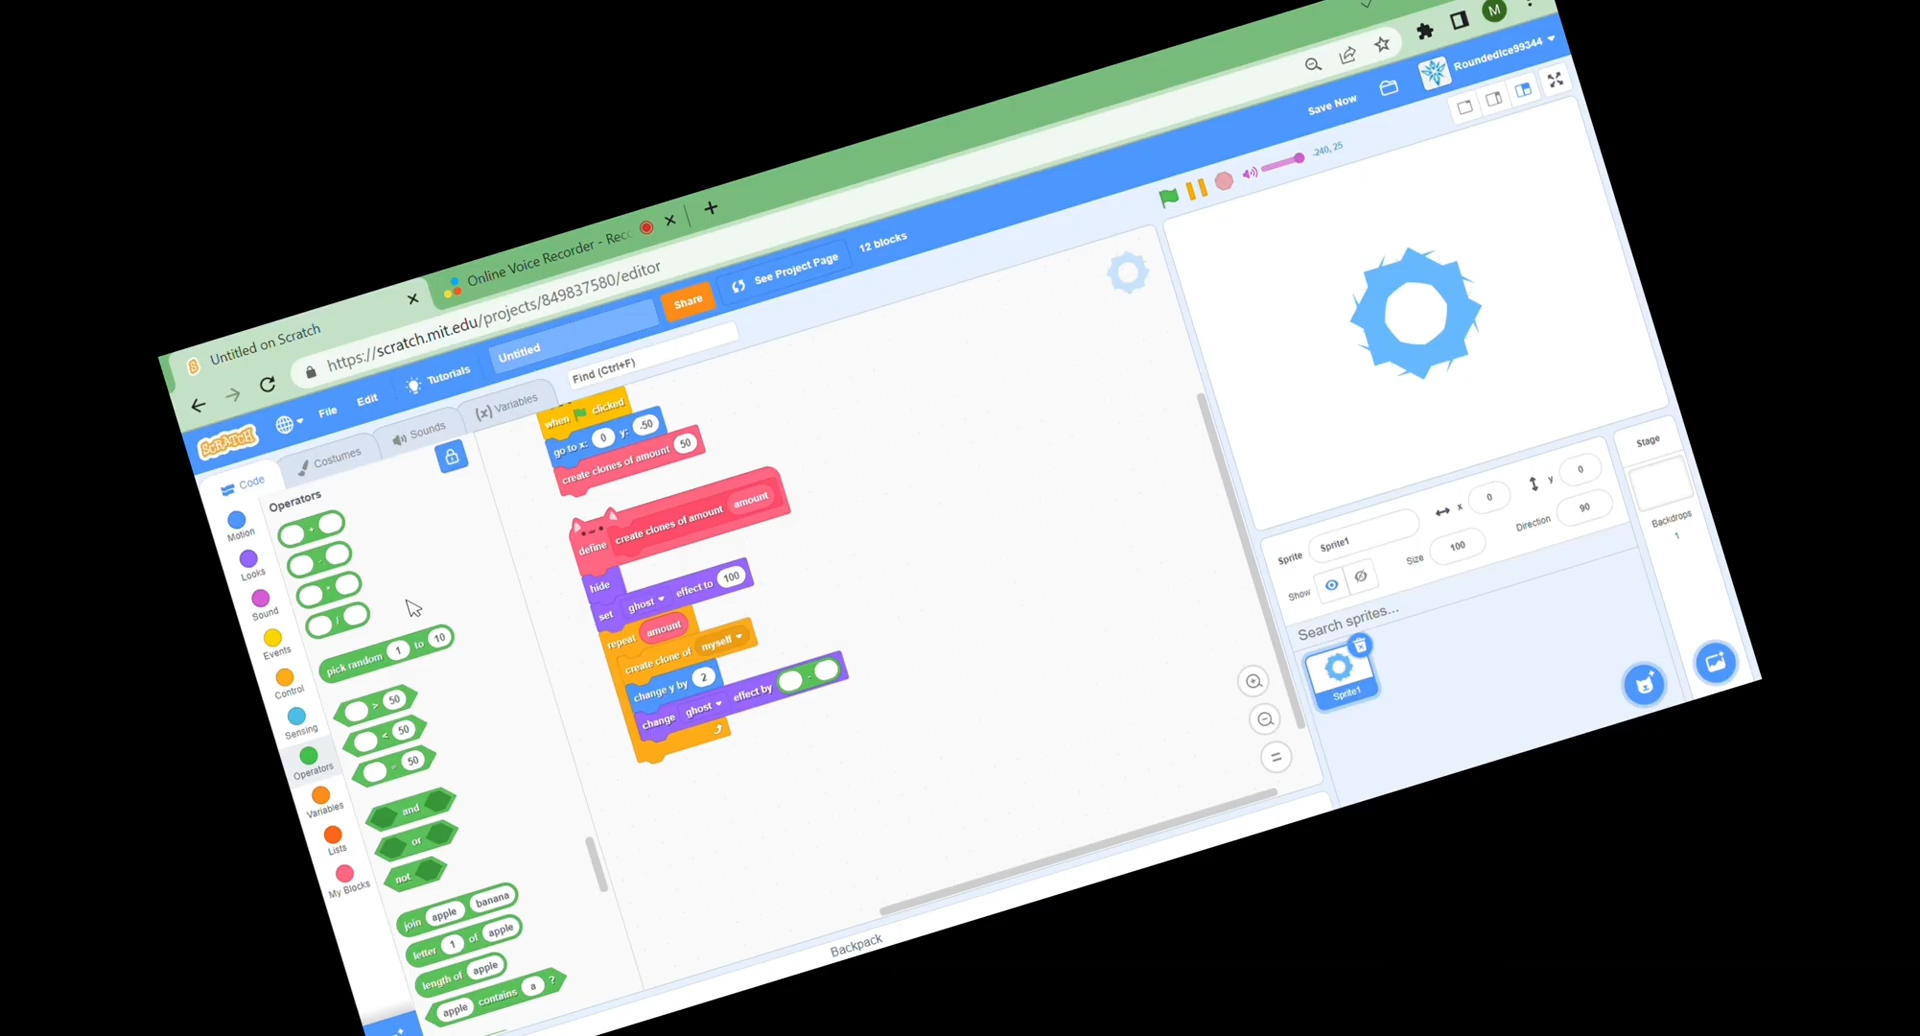 Untitled on Scratch
Online Voice Recorder - Rec
https://scratch.mit.edu/projects/849837580/editor
M
SCRATCH
File
Edit
Tutorials
Untitled
Share
See Project Page
12 blocks
Save Now
Roundedice99344
Code
Costumes
Sounds
(x) Variables
Find (Ctrl+F)
-240, 25
Motion
Looks
Sound
Events
Control
Sensing
Operators
Variables
Lists
My Blocks
Operators
+
-
*
/
pick random 1 to 10
> 50
< 50
= 50
and
or
not
join apple banana
letter 1 of apple
length of apple
apple contains a ?
when clicked
go to x: 0 y: -50
create clones of amount 50
define create clones of amount amount
hide
set ghost effect to 100
repeat amount
create clone of myself
change y by 2
change ghost effect by -
Sprite Sprite1
x 0
y 0
Show
Size 100
Direction 90
Search sprites...
Sprite1
Stage
Backdrops
1
Backpack